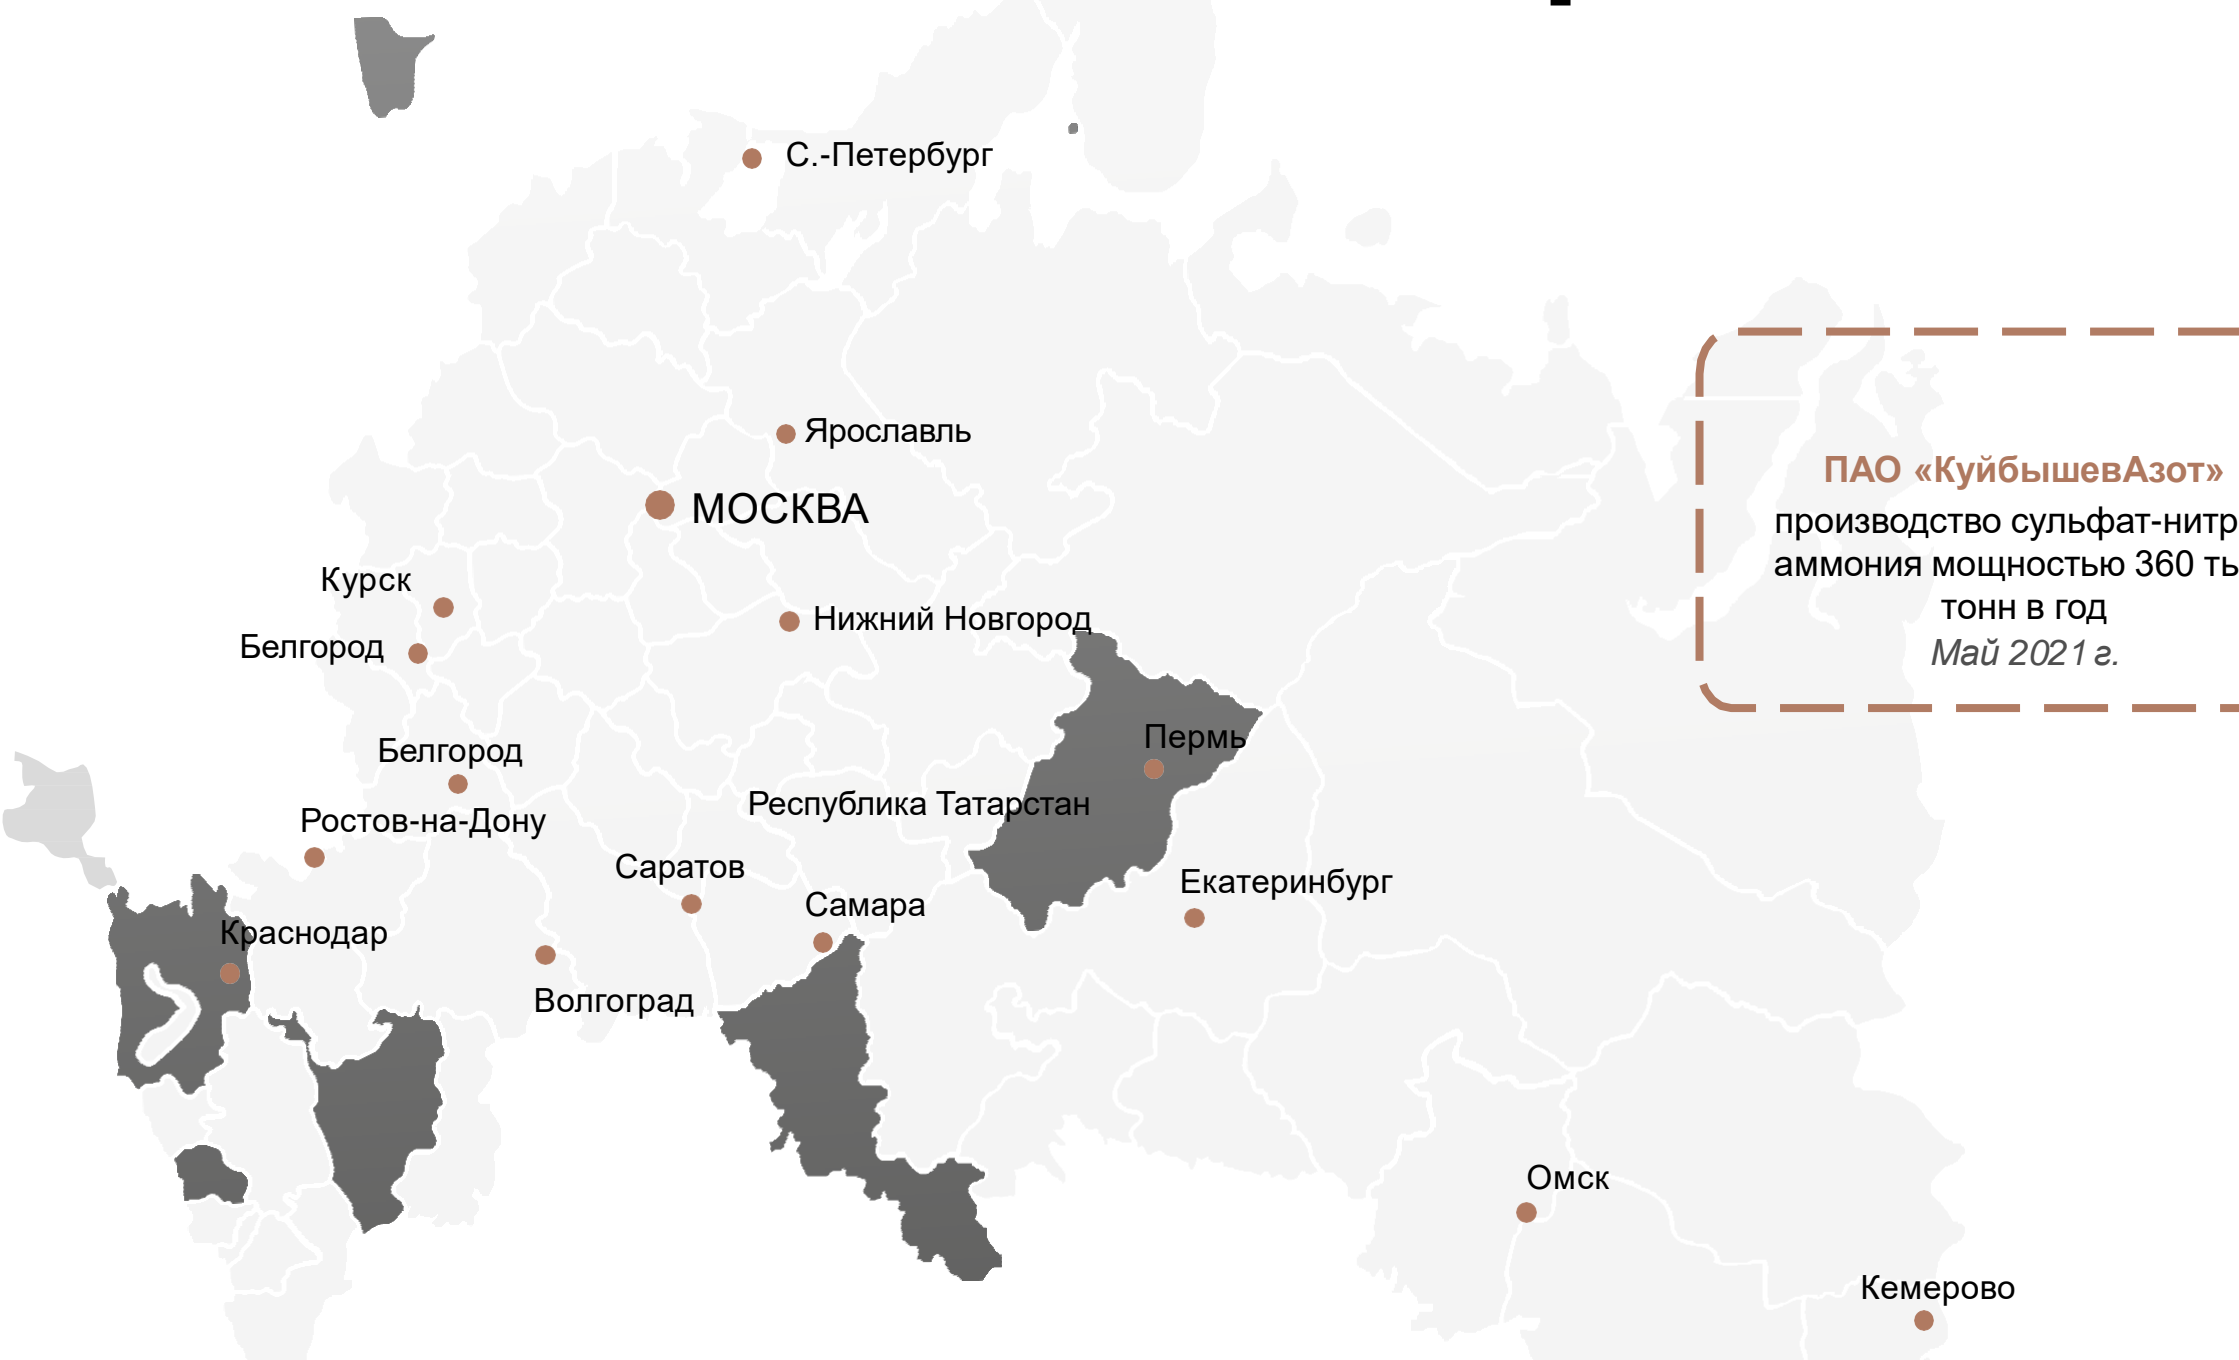 С.-Петербург
Ярославль
МОСКВА
Курск
Нижний Новгород
Белгород
Пермь
Белгород
Республика Татарстан
Ростов-на-Дону
Саратов
Екатеринбург
Самара
Краснодар
Волгоград
Омск
Кемерово
ПАО «КуйбышевАзот»
производство сульфат-нитр
аммония мощностью 360 ты
тонн в год
Май 2021 г.